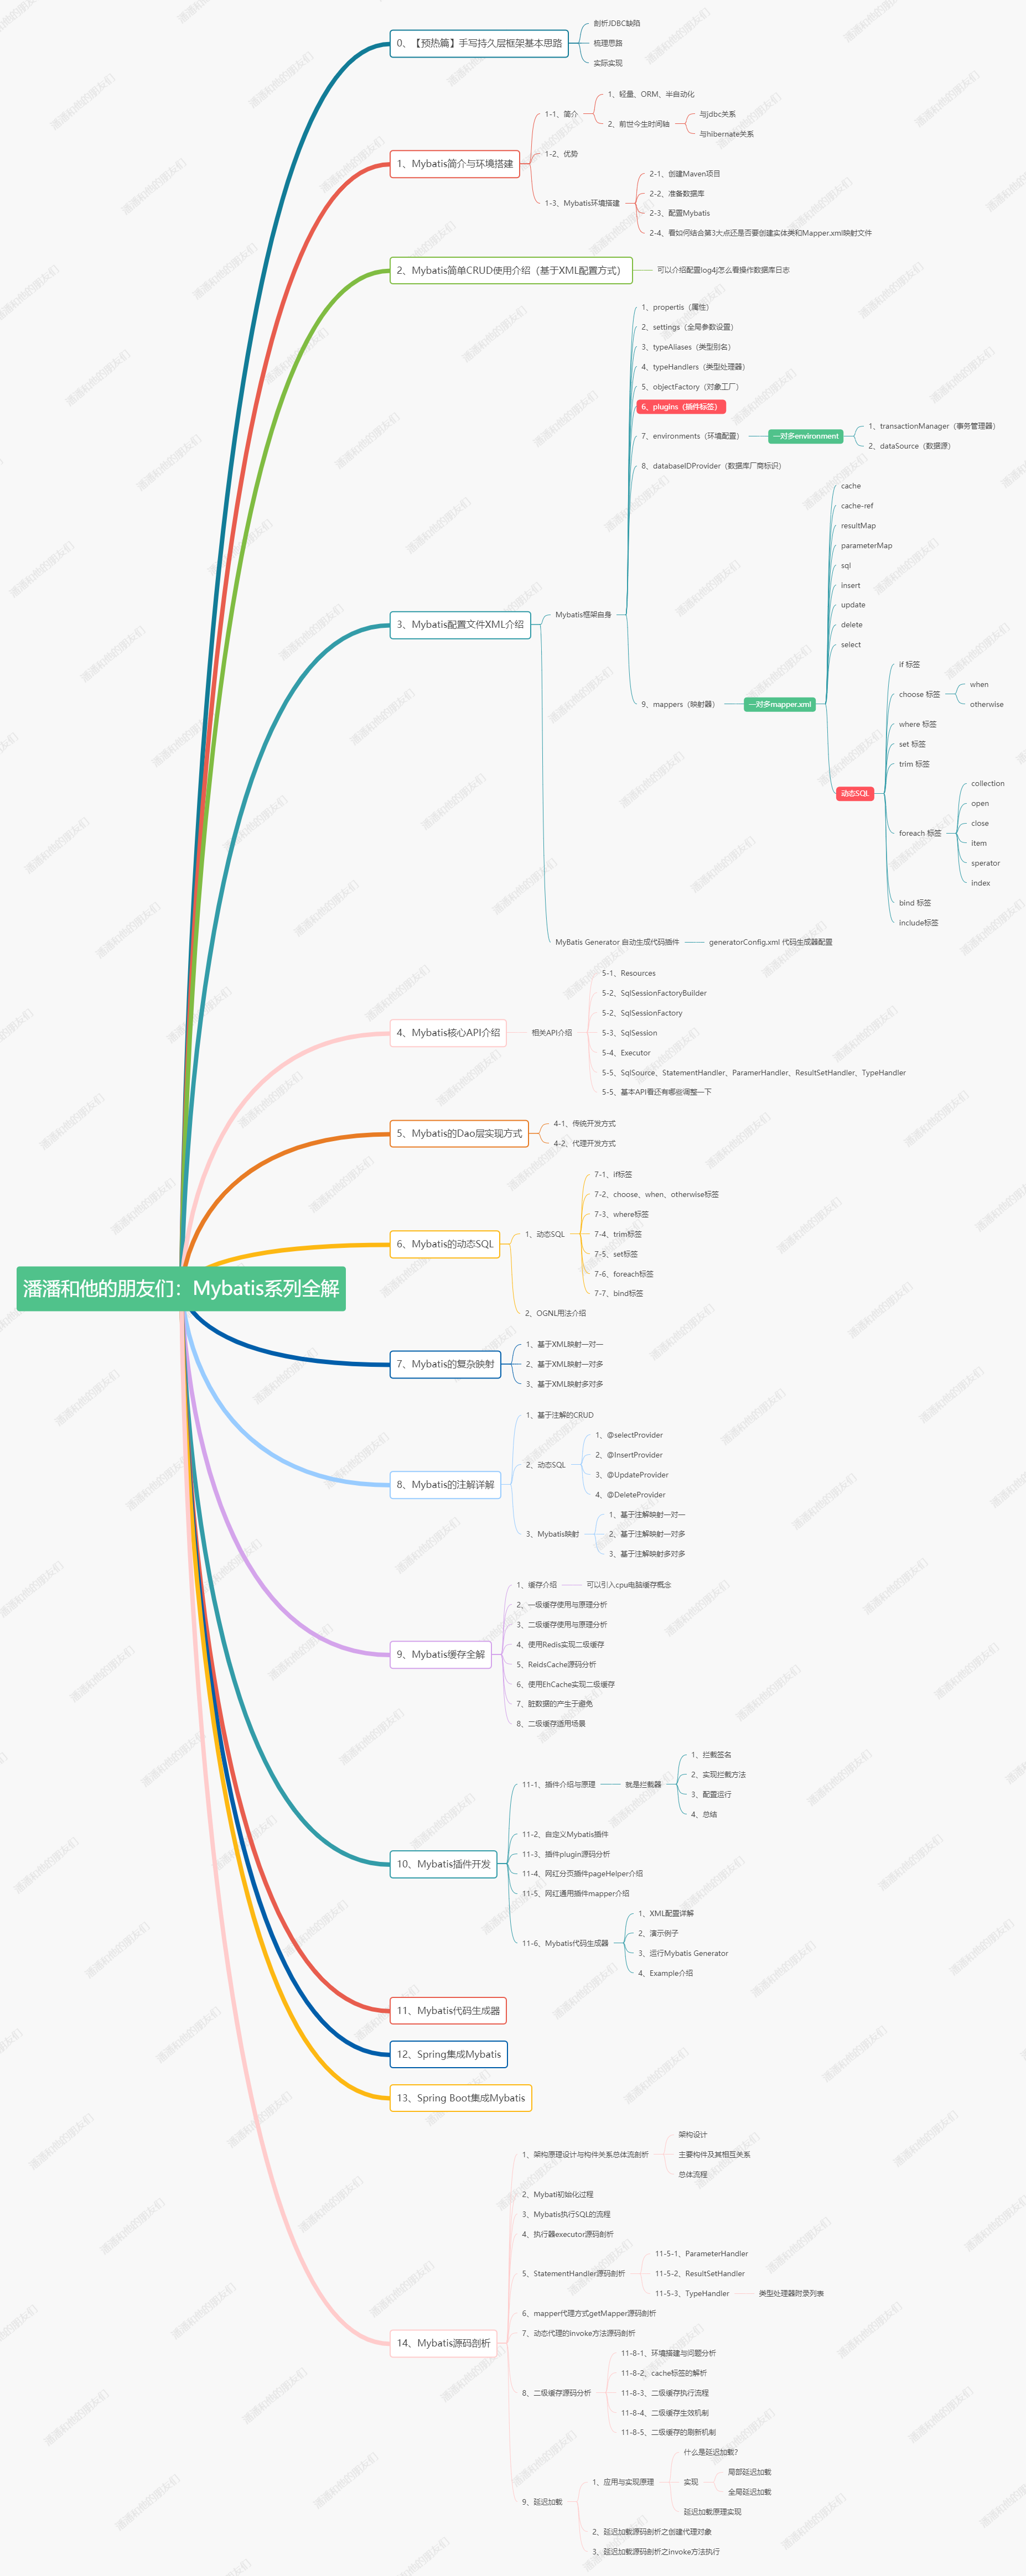 潘潘和他的朋友们：Mybatis系列全解
0、【预热篇】手写持久层框架基本思路
剖析JDBC缺陷
梳理思路
实际实现
1、Mybatis简介与环境搭建
1-1、简介
1、轻量、ORM、半自动化
2、前世今生时间轴
与jdbc关系
与hibernate关系
1-2、优势
1-3、Mybatis环境搭建
2-1、创建Maven项目
2-2、准备数据库
2-3、配置Mybatis
2-4、看如何结合第3大点还是否要创建实体类和Mapper.xml映射文件
2、Mybatis简单CRUD使用介绍（基于XML配置方式）
可以介绍配置log4j怎么看操作数据库日志
3、Mybatis配置文件XML介绍
Mybatis框架自身
1、propertis（属性）
2、settings（全局参数设置）
3、typeAliases（类型别名）
4、typeHandlers（类型处理器）
5、objectFactory（对象工厂）
6、plugins（插件标签）
7、environments（环境配置）
一对多environment
1、transactionManager（事务管理器）
2、dataSource（数据源）
8、databaseIDProvider（数据库厂商标识）
9、mappers（映射器）
一对多mapper.xml
cache
cache-ref
resultMap
parameterMap
sql
insert
update
delete
select
动态SQL
if 标签
choose 标签
when
otherwise
where 标签
set 标签
trim 标签
foreach 标签
collection
open
close
item
sperator
index
bind 标签
include标签
MyBatis Generator 自动生成代码插件
generatorConfig.xml 代码生成器配置
4、Mybatis核心API介绍
相关API介绍
5-1、Resources
5-2、SqlSessionFactoryBuilder
5-2、SqlSessionFactory
5-3、SqlSession
5-4、Executor
5-5、SqlSource、StatementHandler、ParamerHandler、ResultSetHandler、TypeHandler
5-5、基本API看还有哪些调整一下
5、Mybatis的Dao层实现方式
4-1、传统开发方式
4-2、代理开发方式
6、Mybatis的动态SQL
1、动态SQL
7-1、if标签
7-2、choose、when、otherwise标签
7-3、where标签
7-4、trim标签
7-5、set标签
7-6、foreach标签
7-7、bind标签
2、OGNL用法介绍
7、Mybatis的复杂映射
1、基于XML映射一对一
2、基于XML映射一对多
3、基于XML映射多对多
8、Mybatis的注解详解
1、基于注解的CRUD
2、动态SQL
1、@selectProvider
2、@InsertProvider
3、@UpdateProvider
4、@DeleteProvider
3、Mybatis映射
1、基于注解映射一对一
2、基于注解映射一对多
3、基于注解映射多对多
9、Mybatis缓存全解
1、缓存介绍
可以引入cpu电脑缓存概念
2、一级缓存使用与原理分析
3、二级缓存使用与原理分析
4、使用Redis实现二级缓存
5、ReidsCache源码分析
6、使用EhCache实现二级缓存
7、脏数据的产生于避免
8、二级缓存适用场景
10、Mybatis插件开发
11-1、插件介绍与原理
就是拦截器
1、拦截签名
2、实现拦截方法
3、配置运行
4、总结
11-2、自定义Mybatis插件
11-3、插件plugin源码分析
11-4、网红分页插件pageHelper介绍
11-5、网红通用插件mapper介绍
11-6、Mybatis代码生成器
1、XML配置详解
2、演示例子
3、运行Mybatis Generator
4、Example介绍
11、Mybatis代码生成器
12、Spring集成Mybatis
13、Spring Boot集成Mybatis
14、Mybatis源码剖析
1、架构原理设计与构件关系总体流剖析
架构设计
主要构件及其相互关系
总体流程
2、Mybati初始化过程
3、Mybatis执行SQL的流程
4、执行器executor源码剖析
5、StatementHandler源码剖析
11-5-1、ParameterHandler
11-5-2、ResultSetHandler
11-5-3、TypeHandler
类型处理器附录列表
6、mapper代理方式getMapper源码剖析
7、动态代理的invoke方法源码剖析
8、二级缓存源码分析
11-8-1、环境搭建与问题分析
11-8-2、cache标签的解析
11-8-3、二级缓存执行流程
11-8-4、二级缓存生效机制
11-8-5、二级缓存的刷新机制
9、延迟加载
1、应用与实现原理
什么是延迟加载?
实现
局部延迟加载
全局延迟加载
延迟加载原理实现
2、延迟加载源码剖析之创建代理对象
3、延迟加载源码剖析之invoke方法执行
潘潘和他的朋友们